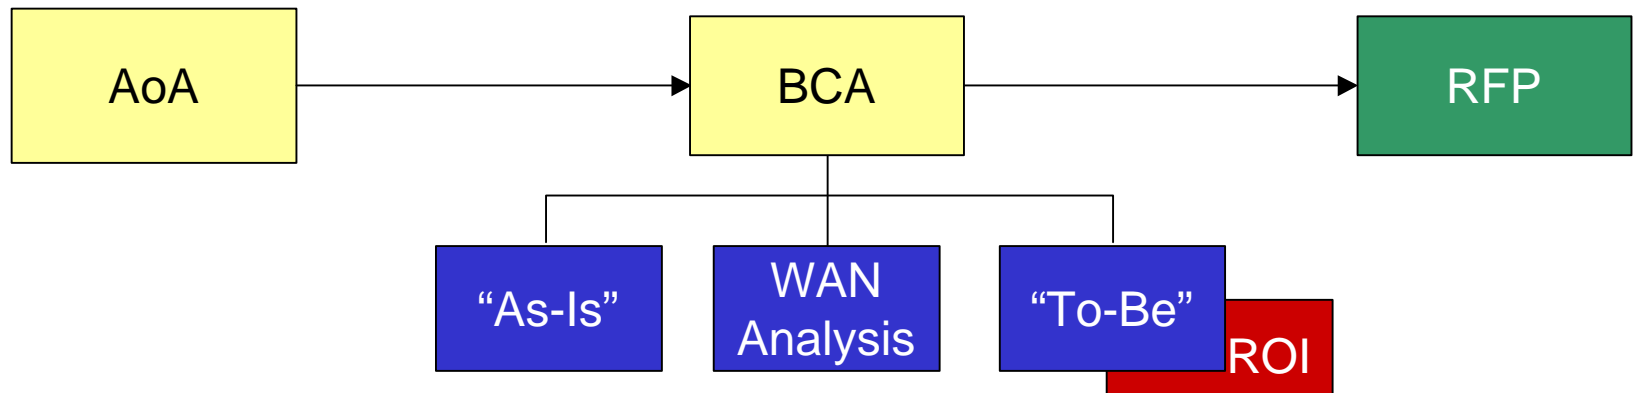 AoA
BCA
RFP
“As-Is”
WAN
Analysis
“To-Be”
ROI